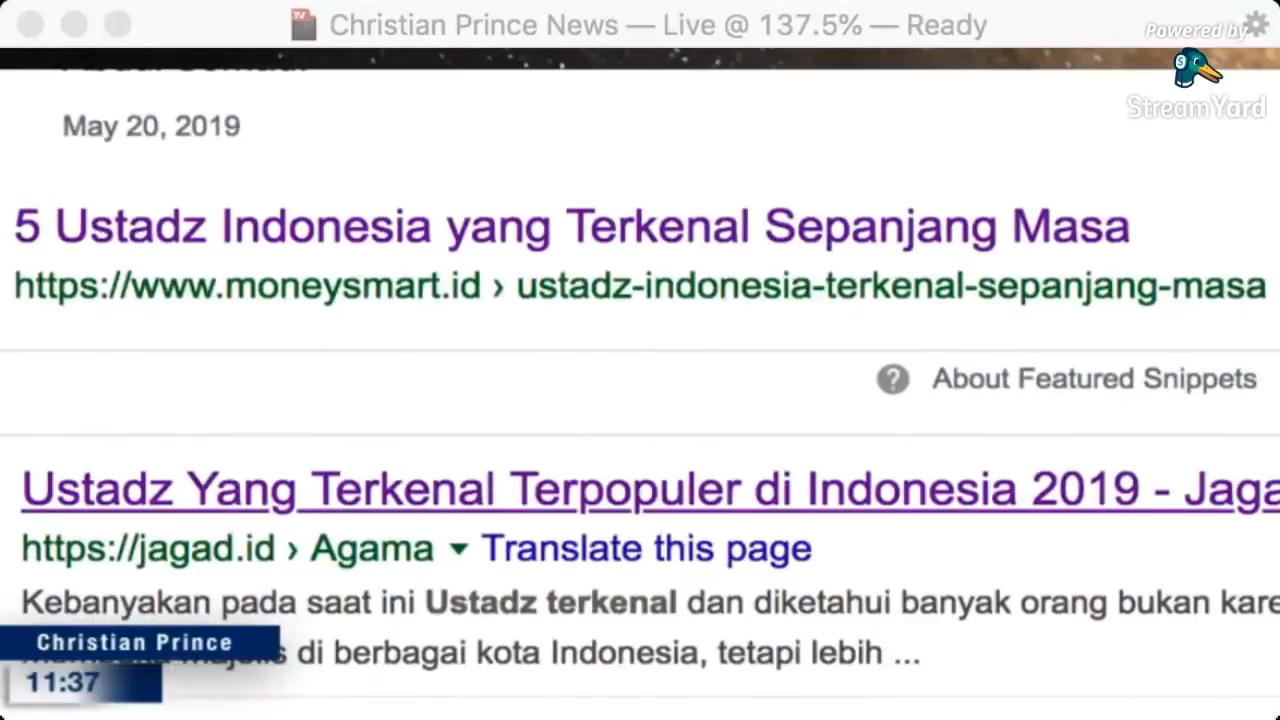 Christian Prince News — Live @ 137.5% — Ready
Powered by
StreamYard
May 20, 2019
5 Ustadz Indonesia yang Terkenal Sepanjang Masa
https://www.moneysmart.id › ustadz-indonesia-terkenal-sepanjang-masa
About Featured Snippets
Ustadz Yang Terkenal Terpopuler di Indonesia 2019 - Jaga
https://jagad.id › Agama Translate this page
Kebanyakan pada saat ini Ustadz terkenal dan diketahui banyak orang bukan kare
di berbagai kota Indonesia, tetapi lebih ...
Christian Prince
11:37